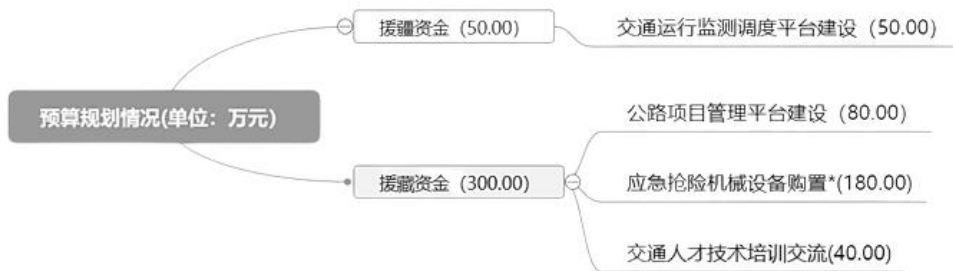 预算规划情况(单位：万元)
援疆资金（50.00）
交通运行监测调度平台建设（50.00）
援藏资金（300.00）
公路项目管理平台建设（80.00）
应急抢险机械设备购置*(180.00)
交通人才技术培训交流(40.00)